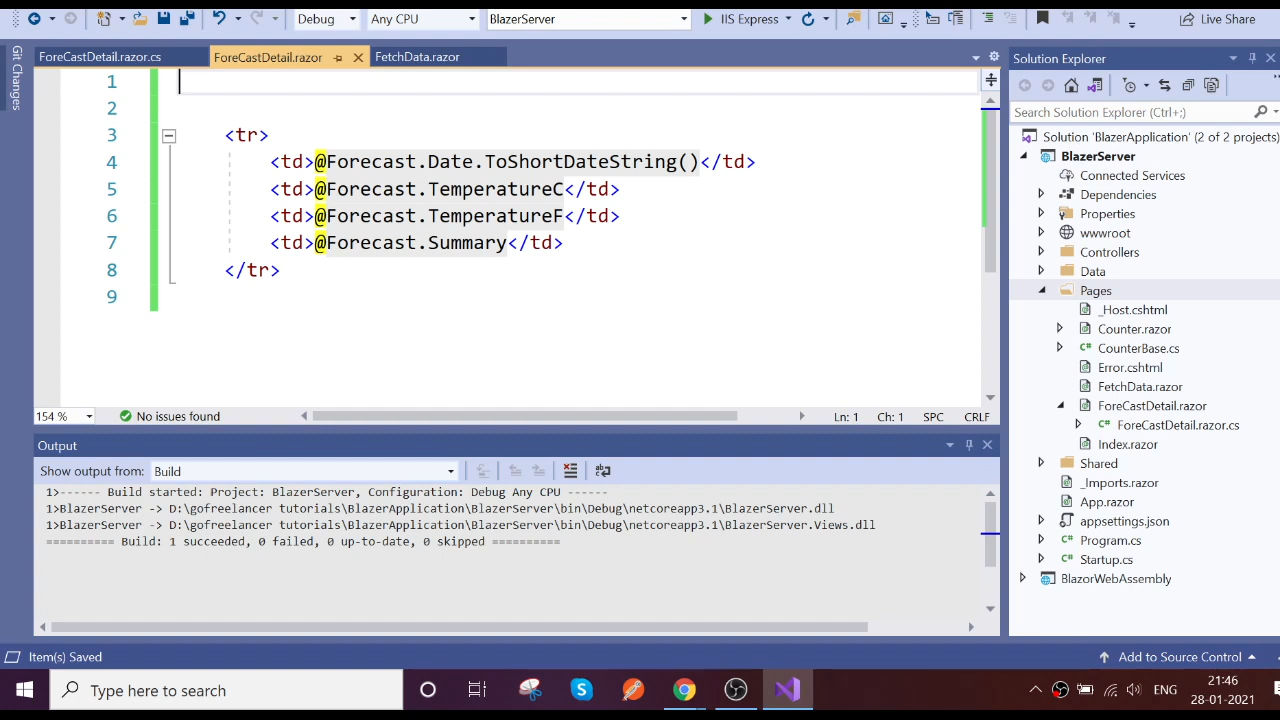 Debug
Any CPU
BlazerServer
IIS Express
Live Share
Git Changes
ForeCastDetail.razor.cs
ForeCastDetail.razor
FetchData.razor
1
2
3 <tr>
4 <td>@Forecast.Date.ToShortDateString()</td>
5 <td>@Forecast.TemperatureC</td>
6 <td>@Forecast.TemperatureF</td>
7 <td>@Forecast.Summary</td>
8 </tr>
9
154 %
No issues found
Ln: 1 Ch: 1 SPC CRLF
Output
Show output from: Build
1>------ Build started: Project: BlazerServer, Configuration: Debug Any CPU ------
1>BlazerServer -> D:\gofreelancer tutorials\BlazerApplication\BlazerServer\bin\Debug\netcoreapp3.1\BlazerServer.dll
1>BlazerServer -> D:\gofreelancer tutorials\BlazerApplication\BlazerServer\bin\Debug\netcoreapp3.1\BlazerServer.Views.dll
========== Build: 1 succeeded, 0 failed, 0 up-to-date, 0 skipped ==========
Solution Explorer
Search Solution Explorer (Ctrl+;)
Solution 'BlazerApplication' (2 of 2 projects)
BlazerServer
Connected Services
Dependencies
Properties
wwwroot
Controllers
Data
Pages
_Host.cshtml
Counter.razor
C# CounterBase.cs
Error.cshtml
FetchData.razor
ForeCastDetail.razor
C# ForeCastDetail.razor.cs
Index.razor
Shared
_Imports.razor
App.razor
appsettings.json
C# Program.cs
C# Startup.cs
BlazorWebAssembly
Item(s) Saved
Add to Source Control
Type here to search
ENG
21:46
28-01-2021